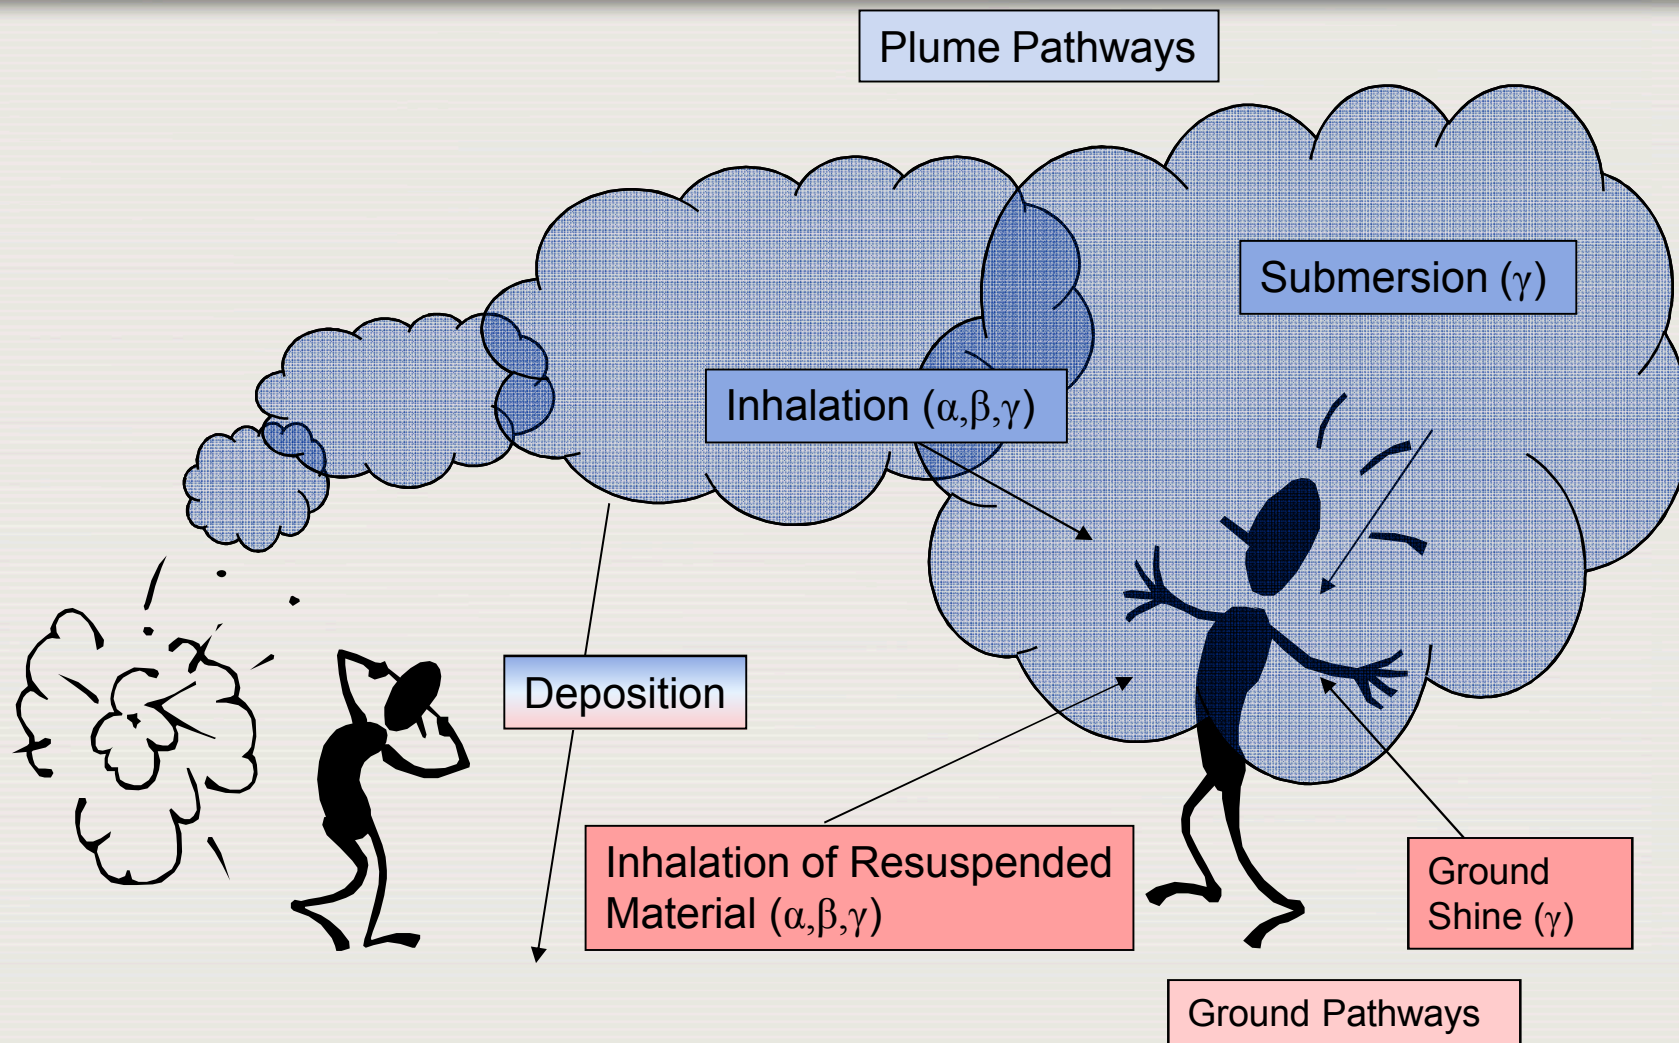 Plume Pathways
Submersion (γ)
Inhalation (α,β,γ)
Deposition
Inhalation of Resuspended
Material (α,β,γ)
Ground
Shine (γ)
Ground Pathways